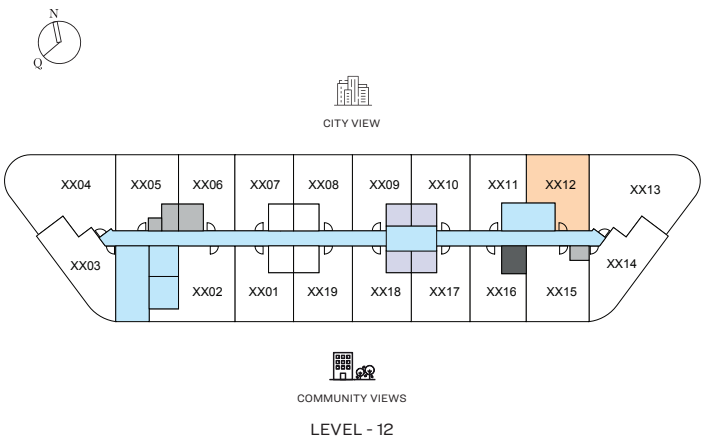 N
Q
CITY VIEW
XX04 XX05 XX06 XX07 XX08 XX09 XX10 XX11 XX12 XX13
XX03 XX14
XX02 XX01 XX19 XX18 XX17 XX16 XX15
COMMUNITY VIEWS
LEVEL - 12